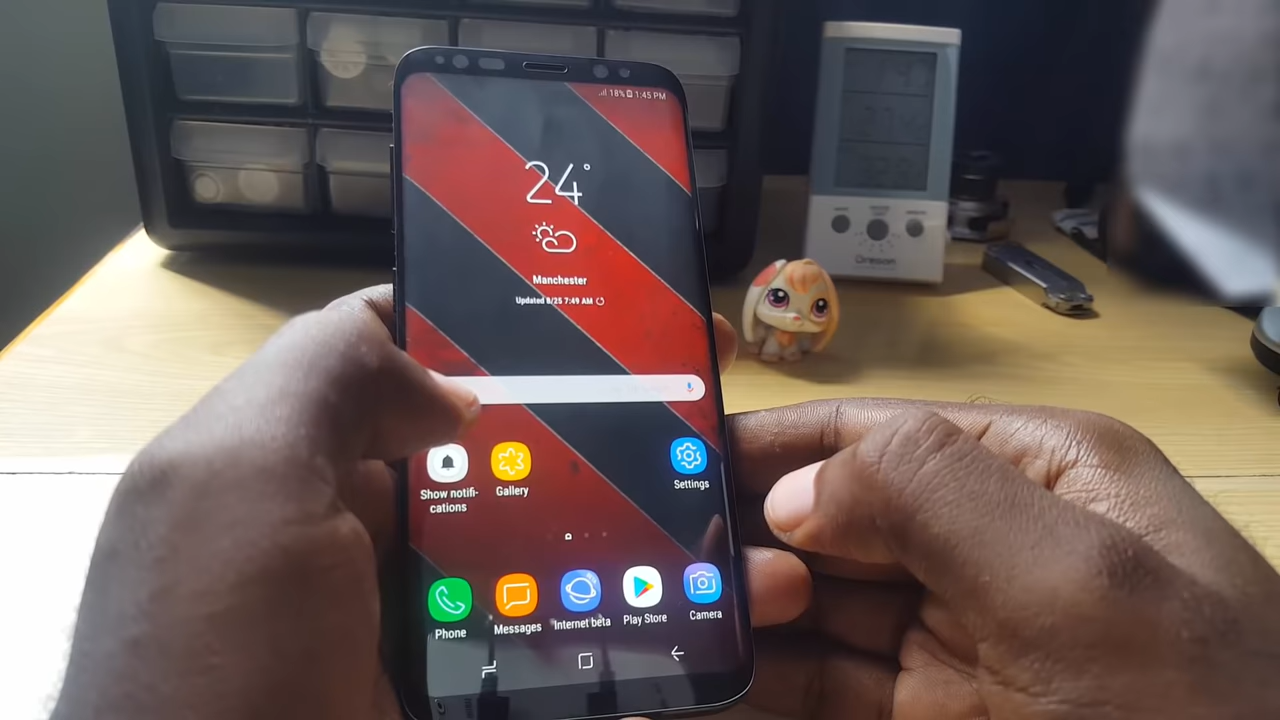 18% 1:45 PM
24°
Manchester
Updated 8/25 7:49 AM
Show notifi-
cations
Gallery
Settings
Phone
Messages
Internet beta
Play Store
Camera
Oregon